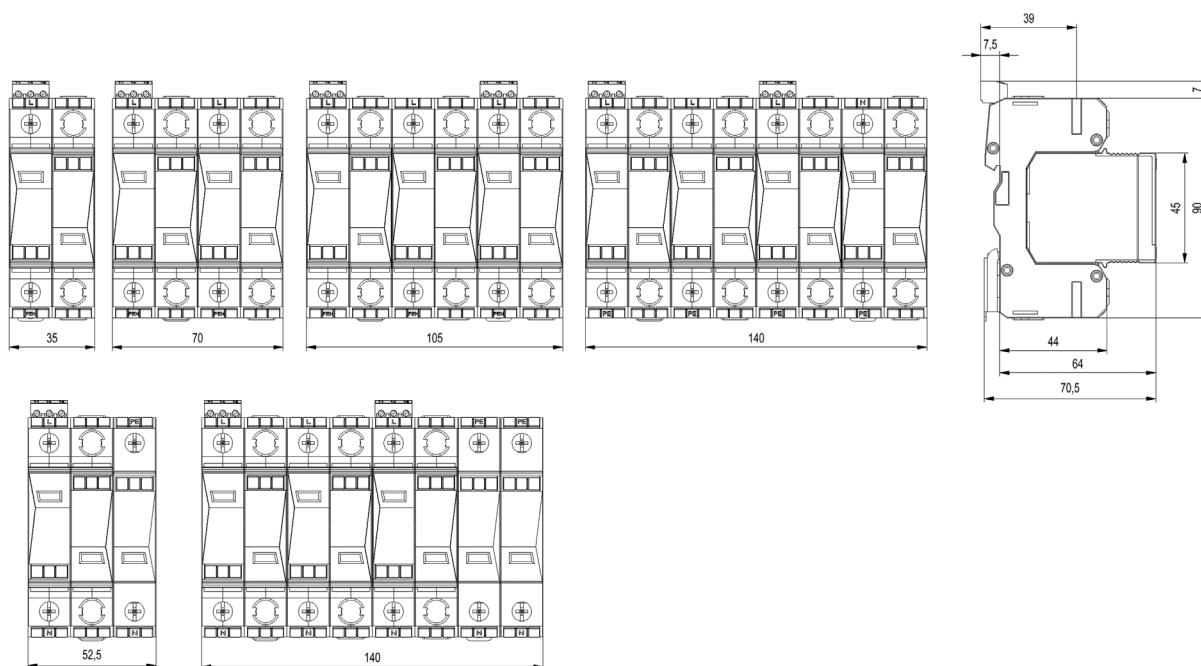 39
7,5
7
L
L L
L L L
L L L N
45
90
PEN
PEN PEN
PEN PEN PEN
PE PE PE
35
70
105
140
44
64
70,5
L PE
L L L PE PE
N N
N N N N N
52,5
140